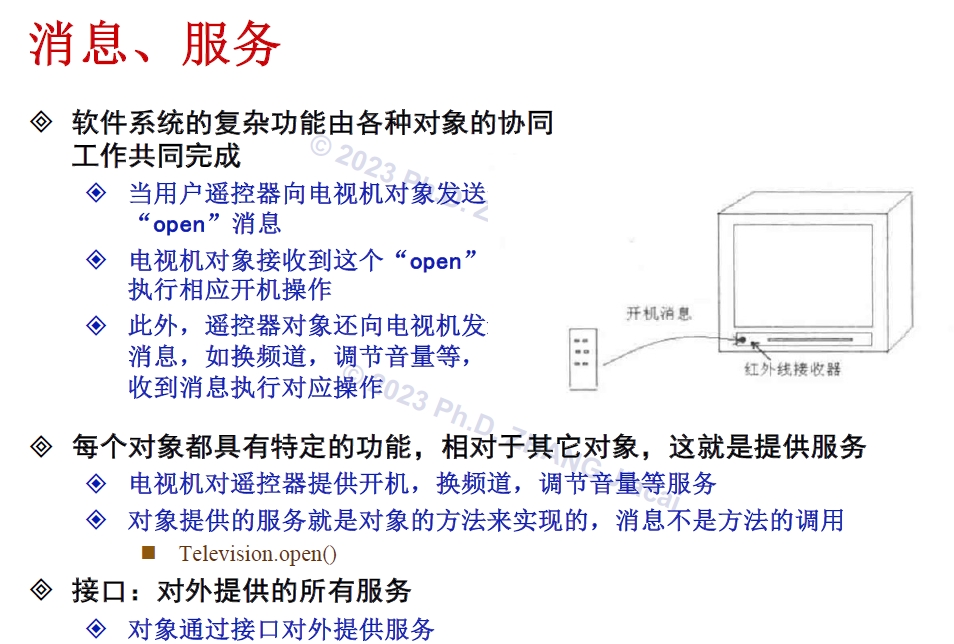 消息、服务
软件系统的复杂功能由各种对象的协同
工作共同完成
当用户遥控器向电视机对象发送
“open”消息
电视机对象接收到这个“open”
执行相应开机操作
此外，遥控器对象还向电视机发
消息，如换频道，调节音量等，
收到消息执行对应操作
开机消息
红外线接收器
每个对象都具有特定的功能，相对于其它对象，这就是提供服务
电视机对遥控器提供开机，换频道，调节音量等服务
对象提供的服务就是对象的方法来实现的，消息不是方法的调用
Television.open()
接口：对外提供的所有服务
对象通过接口对外提供服务
© 2023 Ph.D. Z
© 2023 Ph.D. ZHANG